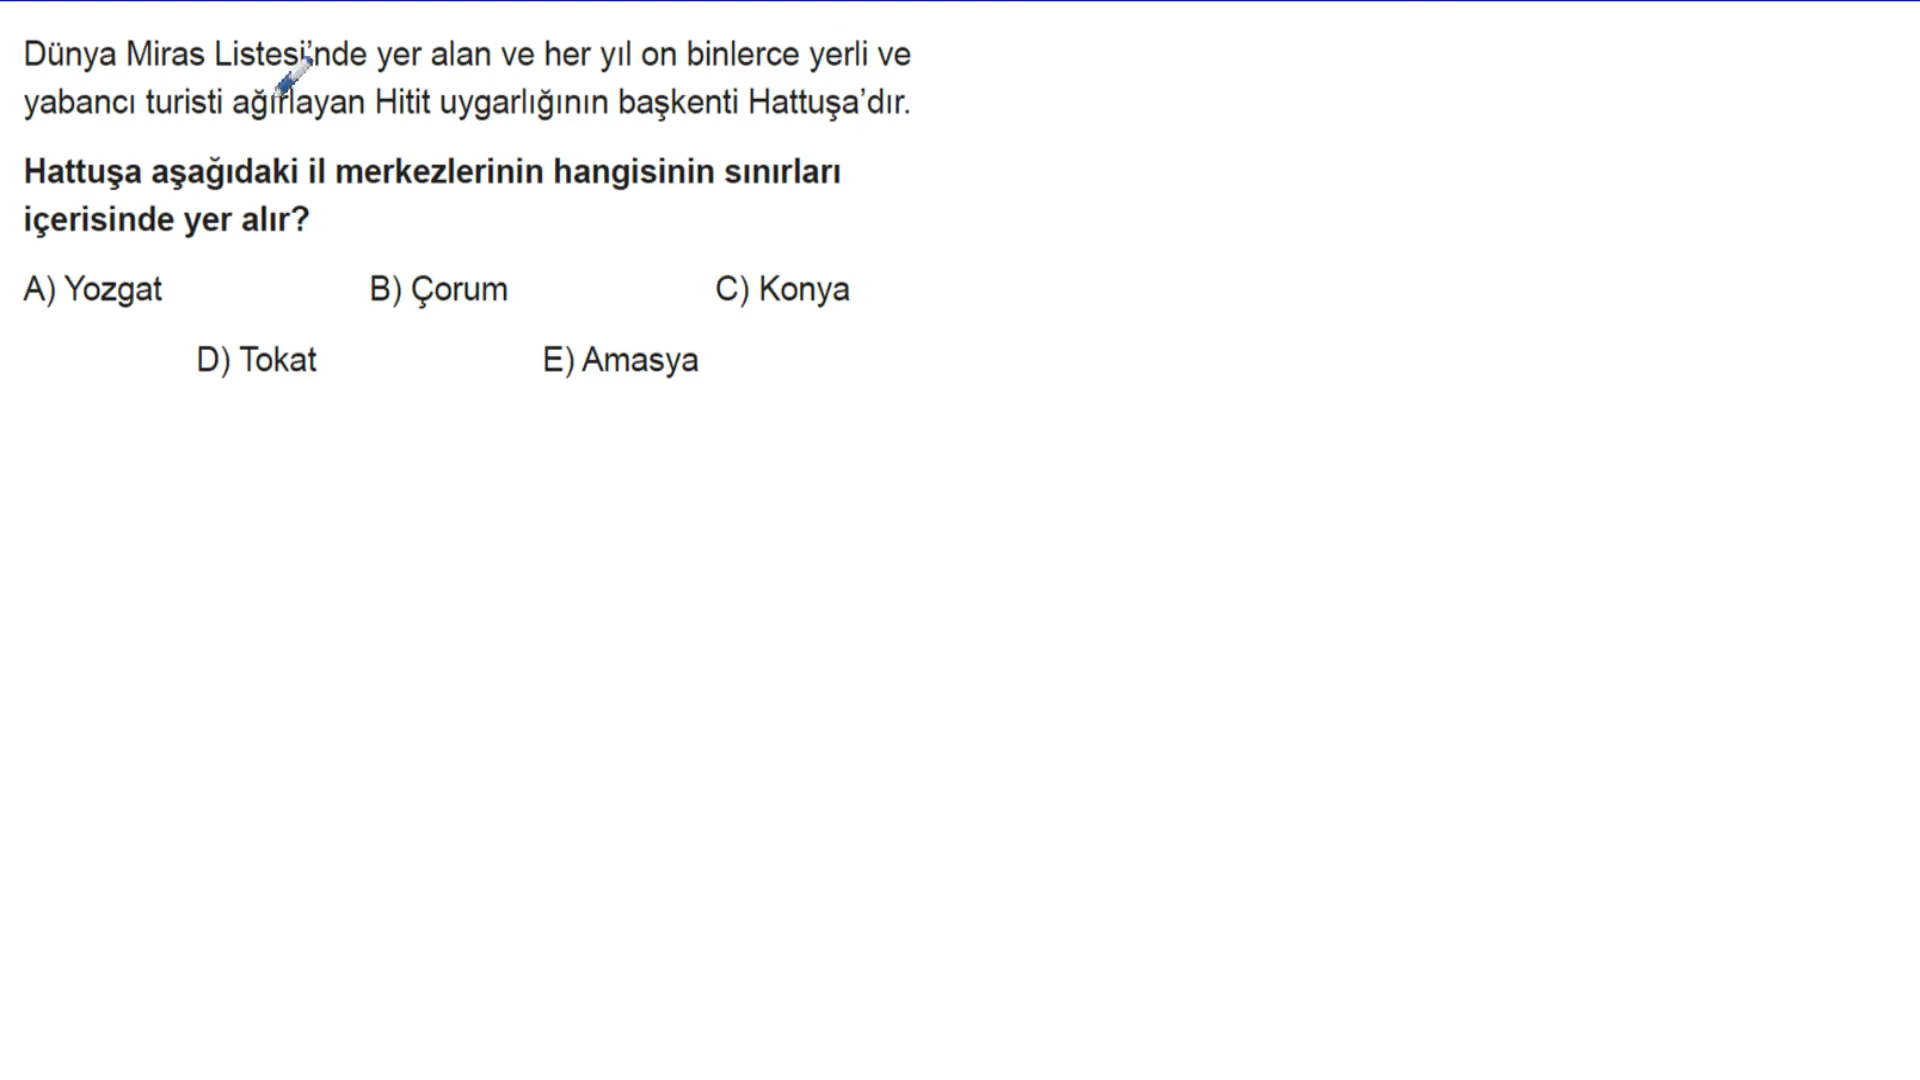 Dünya Miras Listesi’nde yer alan ve her yıl on binlerce yerli ve
yabancı turisti ağırlayan Hitit uygarlığının başkenti Hattuşa’dır.
Hattuşa aşağıdaki il merkezlerinin hangisinin sınırları
içerisinde yer alır?
A) Yozgat B) Çorum C) Konya
D) Tokat E) Amasya